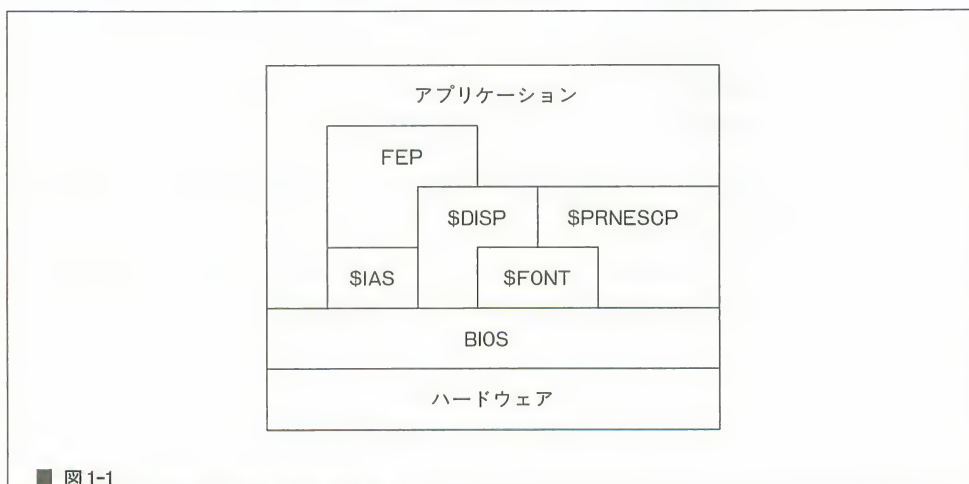 アプリケーション
FEP
$DISP
$PRNESCP
$IAS
$FONT
BIOS
ハードウェア
■ 図1-1